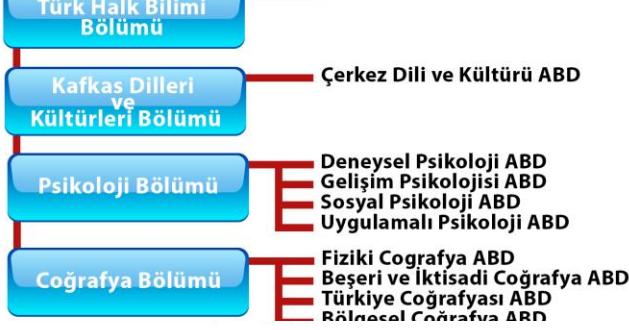 Türk Halk Bilimi
Bölümü
Kafkas Dilleri
ve
Kültürleri Bölümü
Çerkez Dili ve Kültürü ABD
Psikoloji Bölümü
Deneysel Psikoloji ABD
Gelişim Psikolojisi ABD
Sosyal Psikoloji ABD
Uygulamalı Psikoloji ABD
Coğrafya Bölümü
Fiziki Cografya ABD
Beşeri ve İktisadi Coğrafya ABD
Türkiye Coğrafyası ABD
Bölgesel Coğrafya ABD